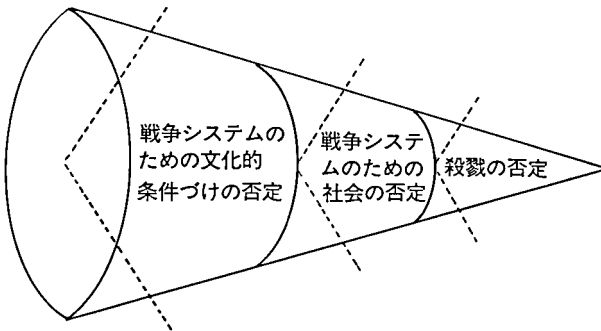 戦争システムの
ための文化的
条件づけの否定
戦争システ
ムのための
社会の否定
殺戮の否定